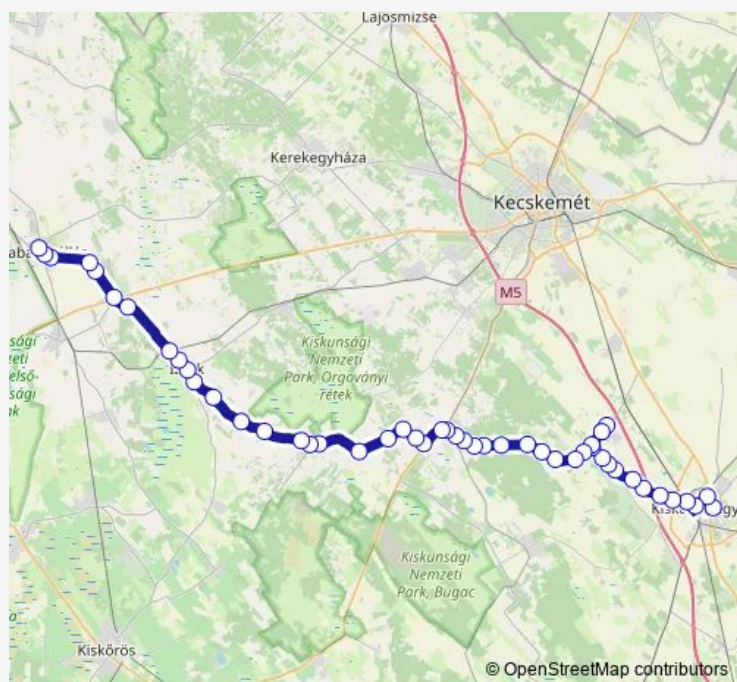 Lajosmizse
Kerekegyháza
Kecskemét
M5
Kiskunsági
Nemzeti
Park, Orgoványi
rétek
Kiskunsági
Nemzeti
Park, Bugac
Kiskőrös
© OpenStreetMap contributors